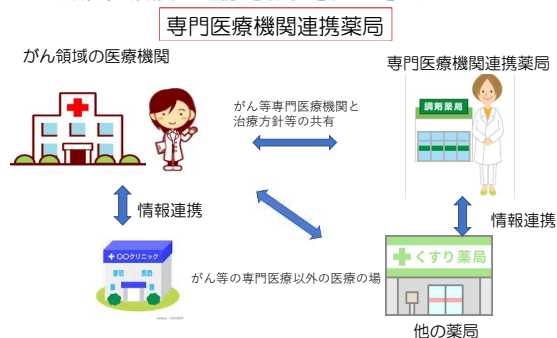 専門医療機関連携薬局
がん領域の医療機関
専門医療機関連携薬局
がん等専門医療機関と
治療方針等の共有
調剤薬局
情報連携
情報連携
〇〇クリニック
くすり薬局
がん等の専門医療以外の医療の場
他の薬局